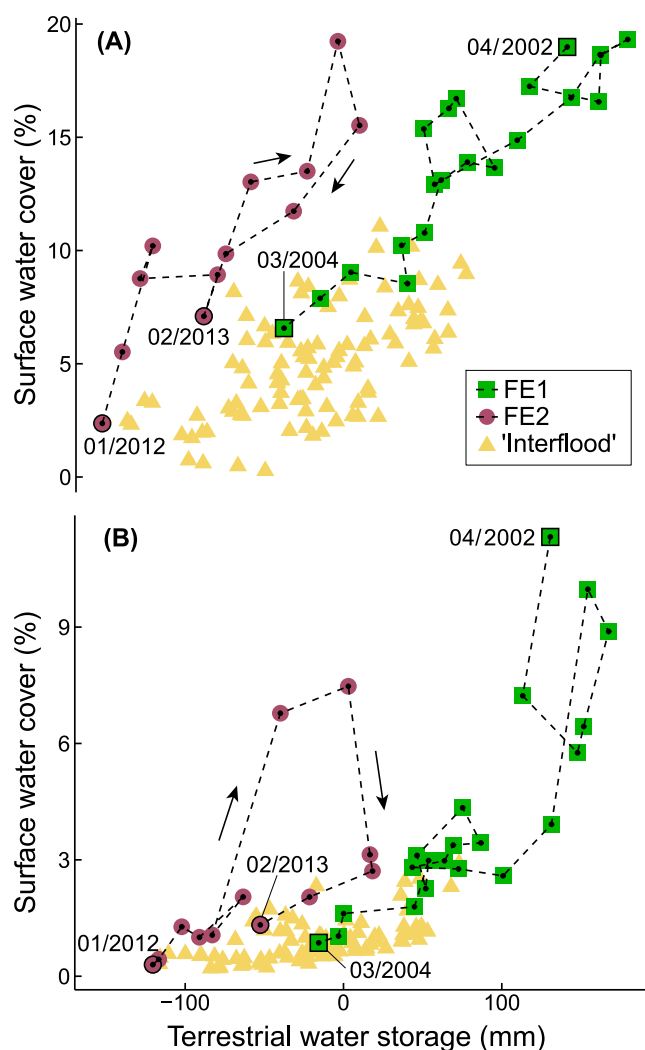 (A)
20
15
10
5
0
Surface water cover (%)
04/2002
03/2004
02/2013
01/2012
FE1
FE2
'Interflood'
(B)
9
6
3
0
Surface water cover (%)
04/2002
02/2013
01/2012
03/2004
−100
0
100
Terrestrial water storage (mm)